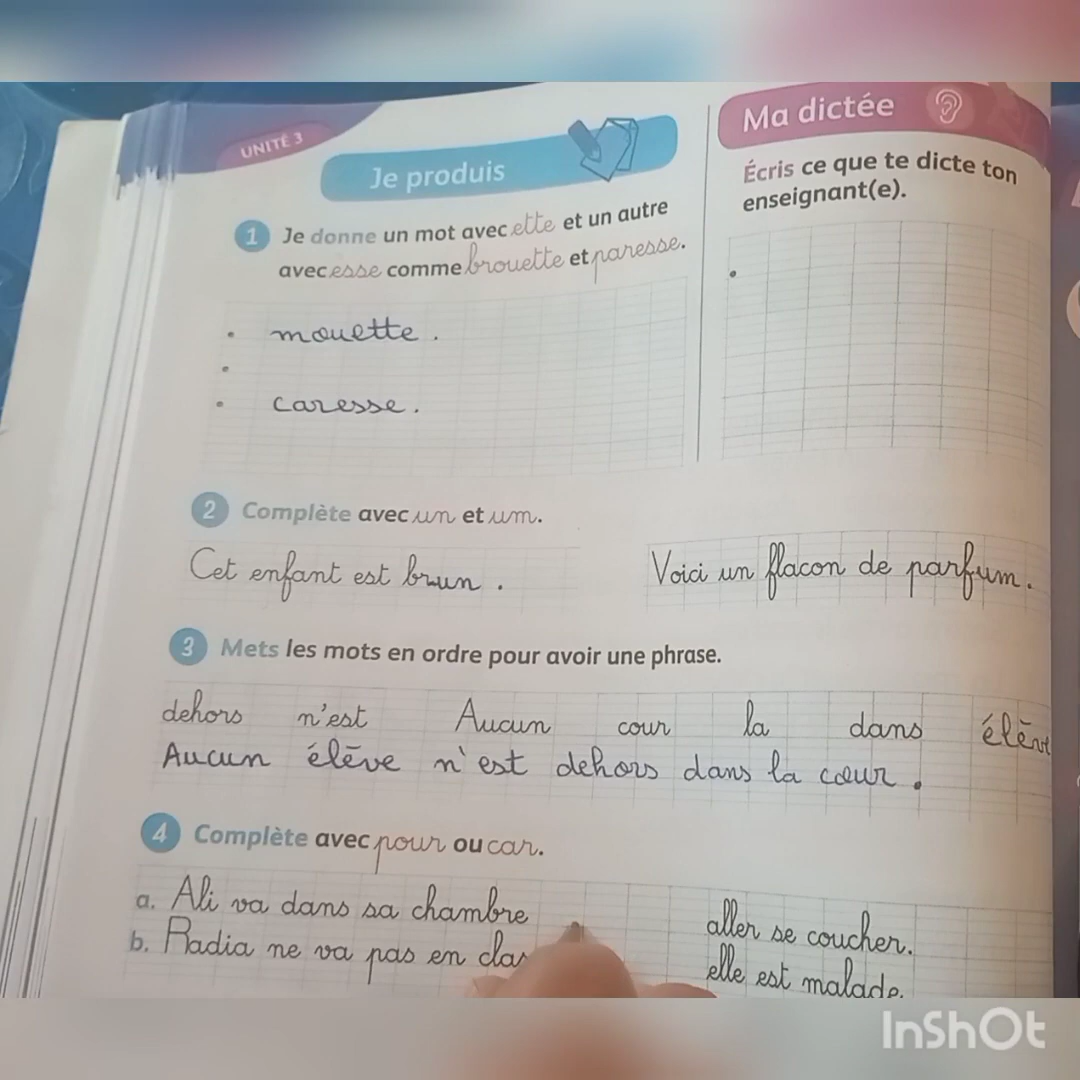 UNITÉ 3
Je produis
1 Je donne un mot avec ette et un autre
avec esse comme brouette et paresse.
• mouette.
•
• caresse.
Ma dictée
Écris ce que te dicte ton
enseignant(e).
•
2 Complète avec un et um.
Cet enfant est brun.
Voici un flacon de parfum.
3 Mets les mots en ordre pour avoir une phrase.
dehors n'est Aucun cour la dans élève
Aucun élève n'est dehors dans la cour.
4 Complète avec pour ou car.
a. Ali va dans sa chambre aller se coucher.
b. Radia ne va pas en clas elle est malade.
InShOt